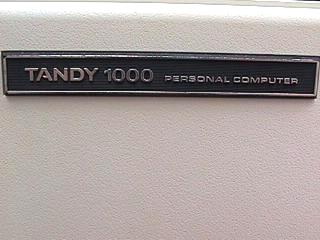 TANDY 1000 PERSONAL COMPUTER